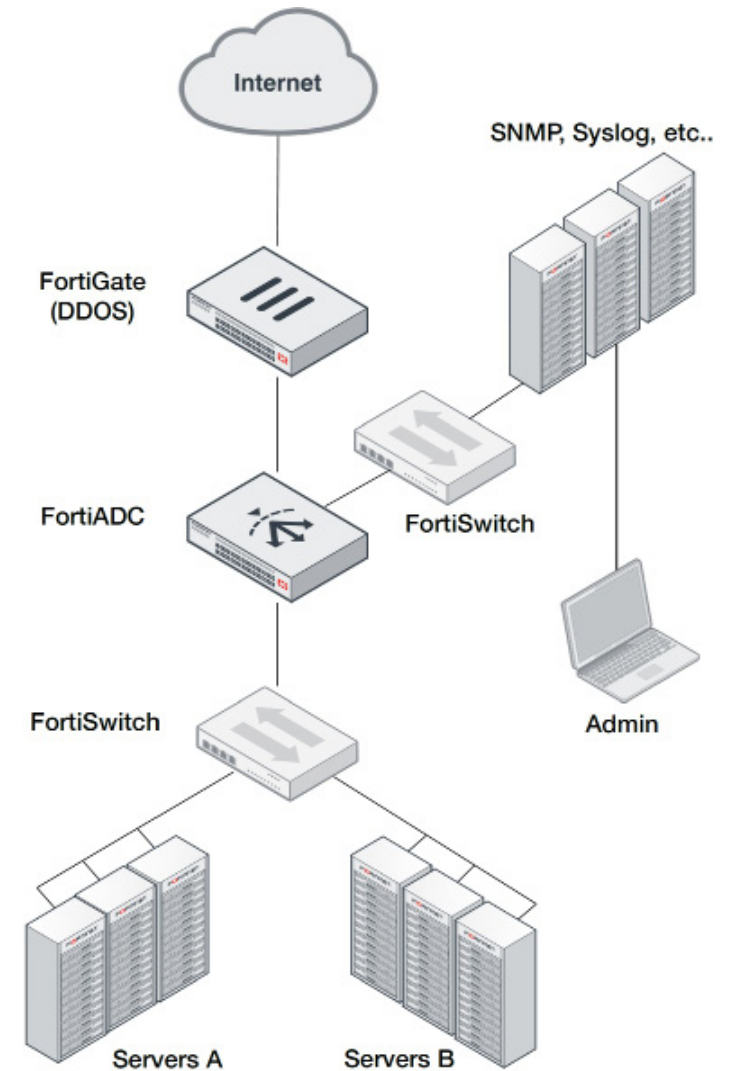 Internet
SNMP, Syslog, etc..
FortiGate
(DDOS)
FortiADC
FortiSwitch
Admin
FortiSwitch
Servers A
Servers B